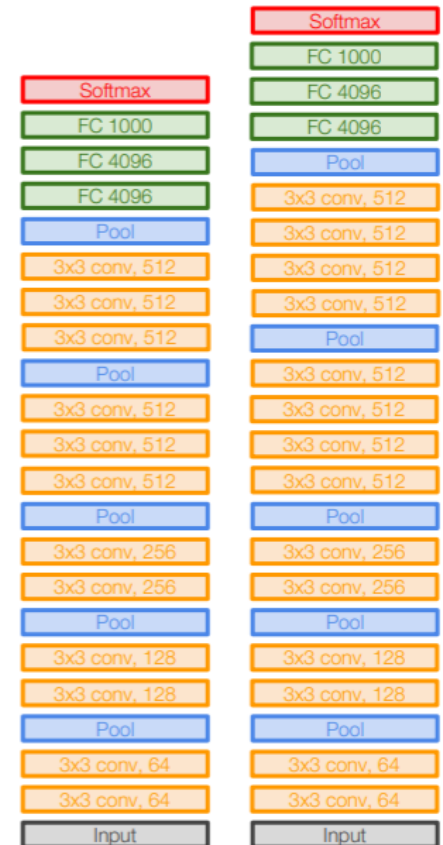 Softmax
FC 1000
FC 4096
FC 4096
Pool
3x3 conv, 512
3x3 conv, 512
3x3 conv, 512
Pool
3x3 conv, 512
3x3 conv, 512
3x3 conv, 512
Pool
3x3 conv, 256
3x3 conv, 256
Pool
3x3 conv, 128
3x3 conv, 128
Pool
3x3 conv, 64
3x3 conv, 64
Input
Softmax
FC 1000
FC 4096
FC 4096
Pool
3x3 conv, 512
3x3 conv, 512
3x3 conv, 512
3x3 conv, 512
Pool
3x3 conv, 512
3x3 conv, 512
3x3 conv, 512
3x3 conv, 512
Pool
3x3 conv, 256
3x3 conv, 256
Pool
3x3 conv, 128
3x3 conv, 128
Pool
3x3 conv, 64
3x3 conv, 64
Input